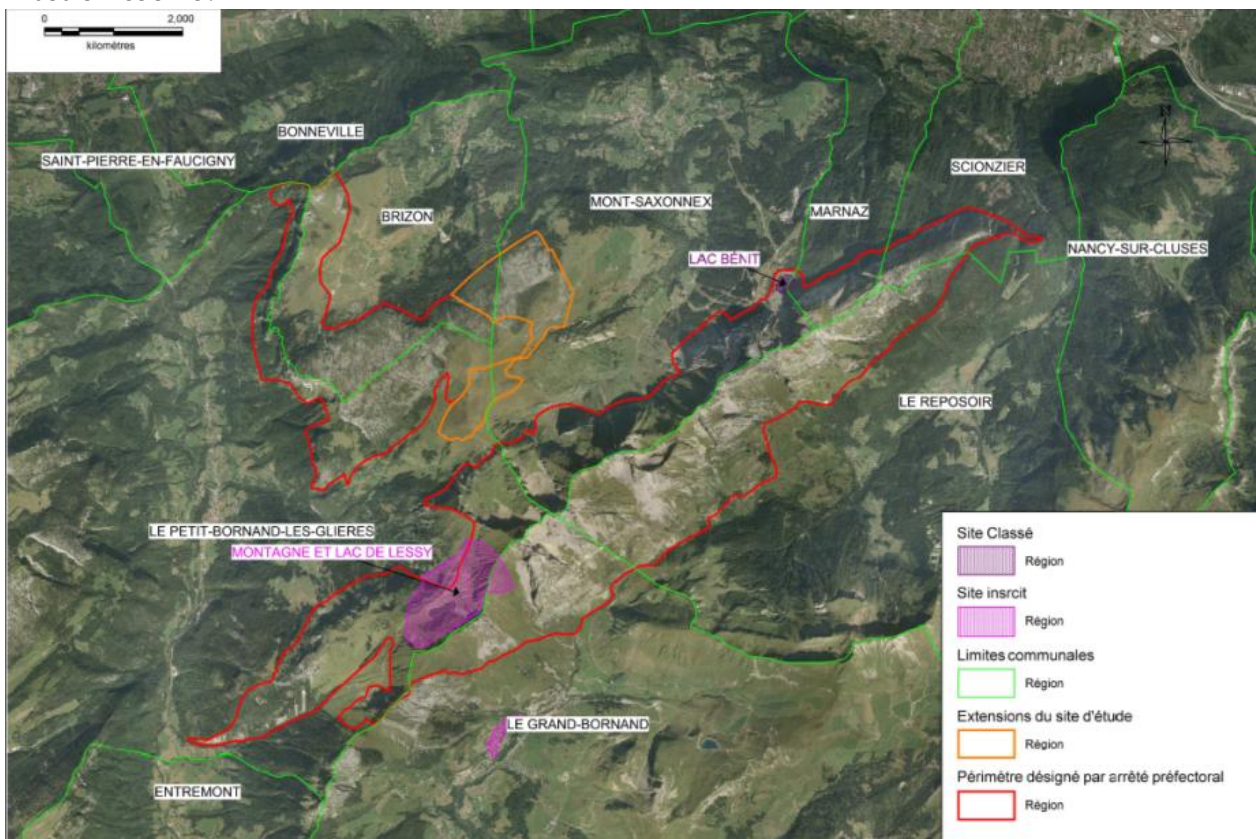 0 2,000
kilomètres
BONNEVILLE
SAINT-PIERRE-EN-FAUCIGNY
SCIONZIER
MONT-SAXONNEX
BRIZON
MARNAZ
NANCY-SUR-CLUSES
LAC BÉNIT
LE REPOSOIR
LE PETIT-BORNAND-LES-GLIERES
MONTAGNE ET LAC DE LESSY
LE GRAND-BORNAND
ENTREMONT
Site Classé
Région
Site insrcit
Région
Limites communales
Région
Extensions du site d'étude
Région
Périmètre désigné par arrêté préfectoral
Région